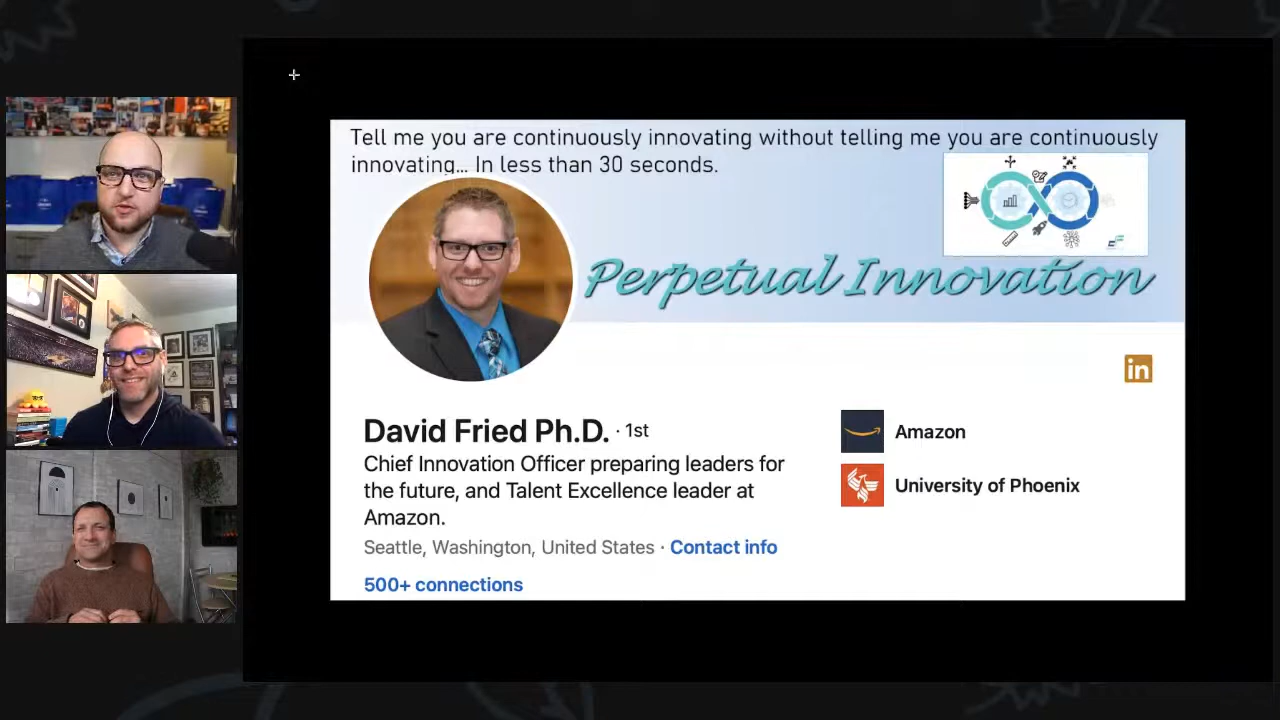 Tell me you are continuously innovating without telling me you are continuously
innovating... In less than 30 seconds.
Perpetual Innovation
in
David Fried Ph.D. · 1st
Chief Innovation Officer preparing leaders for
the future, and Talent Excellence leader at
Amazon.
Seattle, Washington, United States · Contact info
500+ connections
Amazon
University of Phoenix